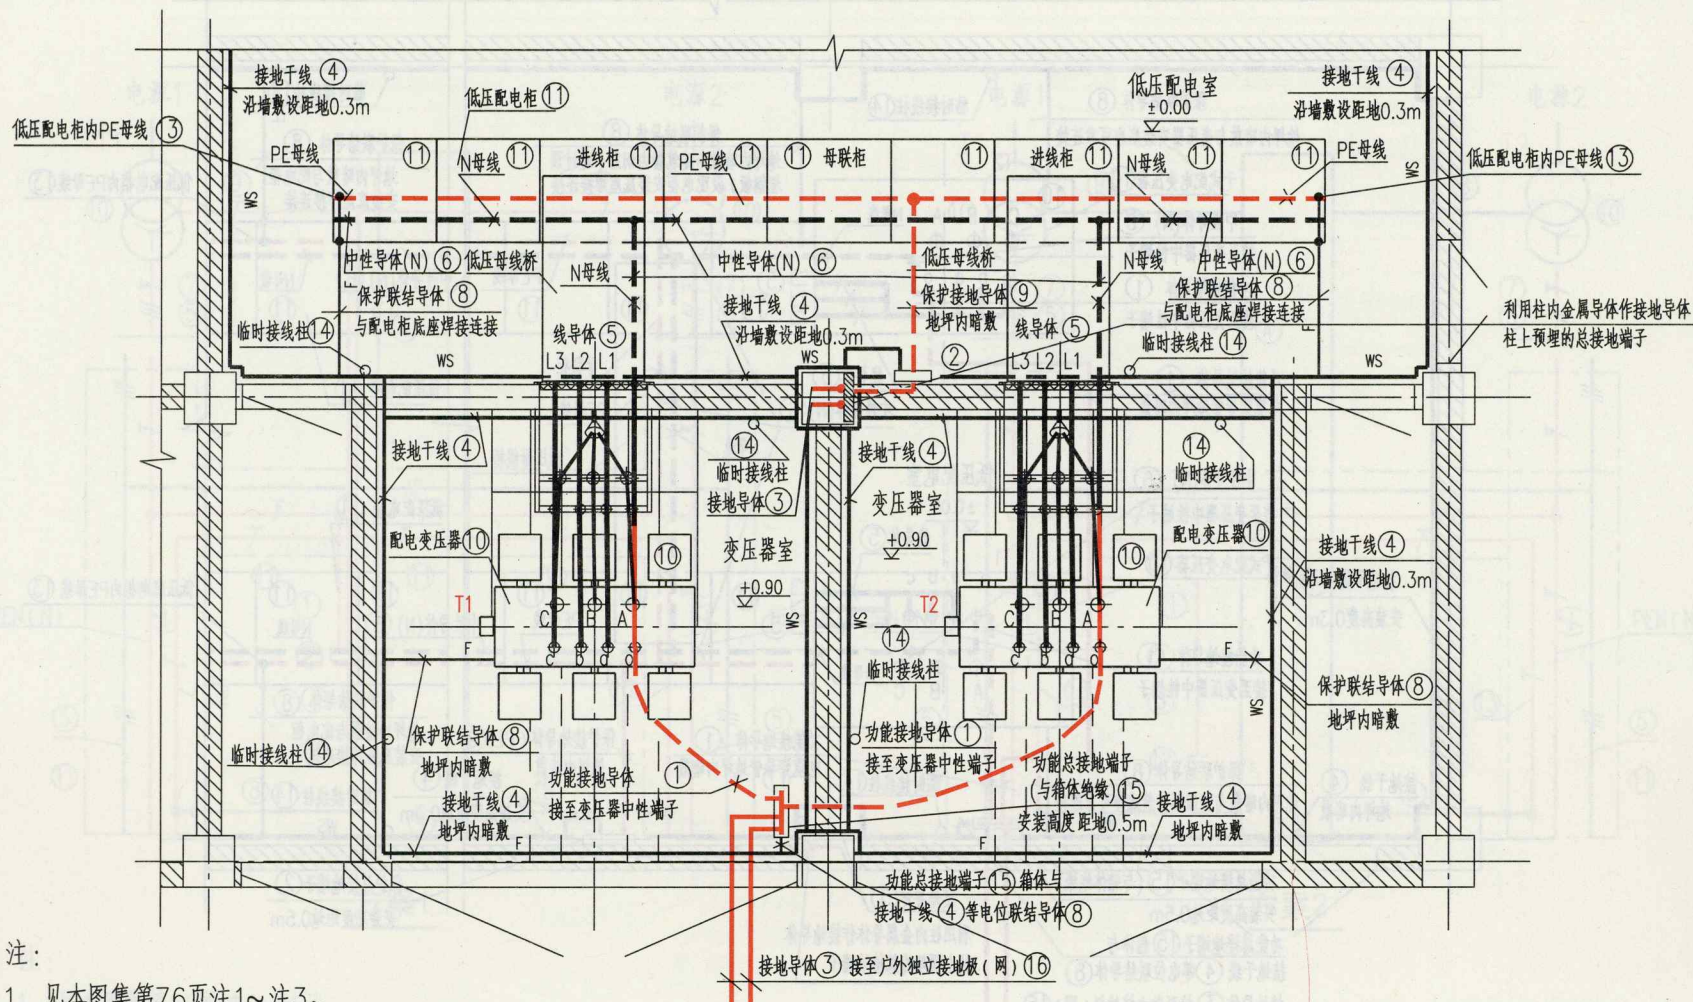 接地干线④
沿墙敷设距地0.3m
低压配电柜内PE母线⑬
低压配电柜⑪
低压配电室
±0.00
接地干线④
沿墙敷设距地0.3m
PE母线
⑪
N母线
⑪
进线柜
⑪
PE母线
⑪
⑪
母联柜
⑪
进线柜
⑪
N母线
⑪
⑪
PE母线
低压配电柜内PE母线⑬
WS
WS
中性导体(N)⑥
低压母线桥
N母线
中性导体(N)⑥
低压母线桥
N母线
中性导体(N)⑥
F
保护联结导体⑧
与配电柜底座焊接连接
接地干线④
沿墙敷设距地0.3m
保护接地导体⑨
地坪内暗敷
保护联结导体⑧
与配电柜底座焊接连接
F
利用柱内金属导体作接地导体
柱上预埋的总接地端子
临时接线柱⑭
线导体⑤
线导体⑤
临时接线柱⑭
WS
L3 L2 L1
WS
②
L3 L2 L1
WS
接地干线④
⑭
临时接线柱
接地导体③
接地干线④
⑭
临时接线柱
变压器室
配电变压器⑩
⑩
变压器室
+0.90
+0.90
⑩
配电变压器⑩
接地干线④
沿墙敷设距地0.3m
T1
T2
C B A
C B A
WS
WS
F
c b a o
⑭
临时接线柱
c b a o
F
WS
保护联结导体⑧
地坪内暗敷
保护联结导体⑧
地坪内暗敷
临时接线柱⑭
功能接地导体①
接至变压器中性端子
功能接地导体①
接至变压器中性端子
功能总接地端子
(与箱体绝缘)⑮
安装高度距地0.5m
接地干线④
地坪内暗敷
接地干线④
地坪内暗敷
F
F
功能总接地端子⑮箱体与
接地干线④等电位联结导体⑧
接地导体③接至户外独立接地极(网)⑯
注:
1. 见本图集第76页注1~注3。